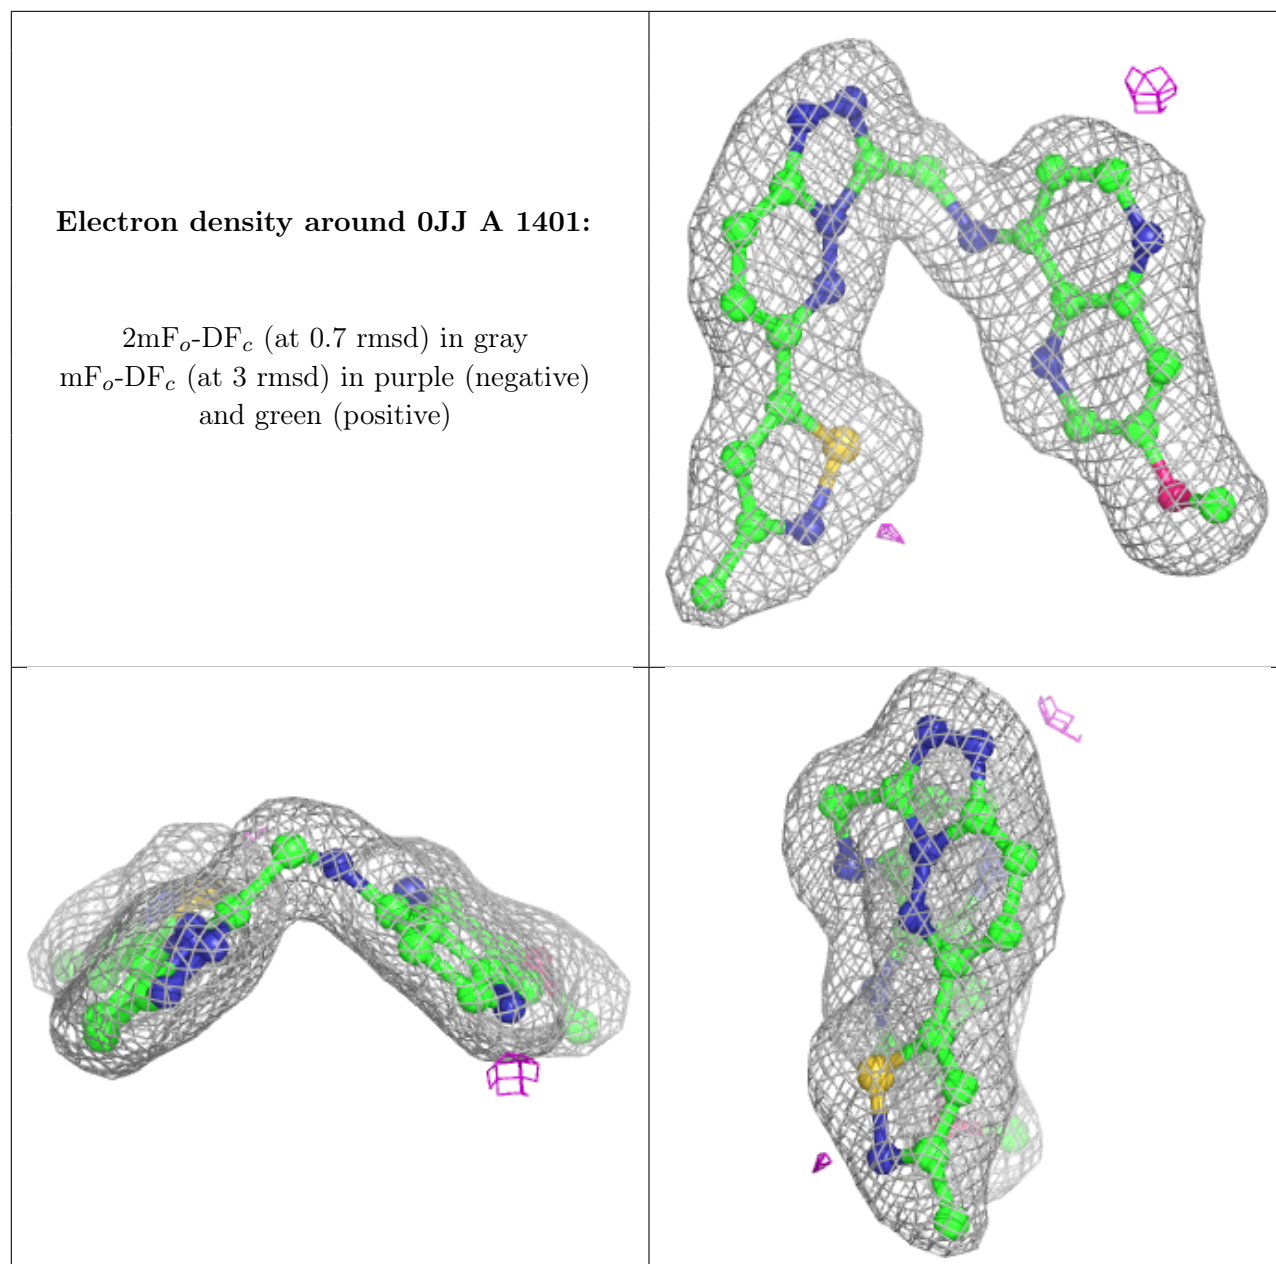 Electron density around 0JJ A 1401:
2mFo-DFc (at 0.7 rmsd) in gray
mFo-DFc (at 3 rmsd) in purple (negative)
and green (positive)